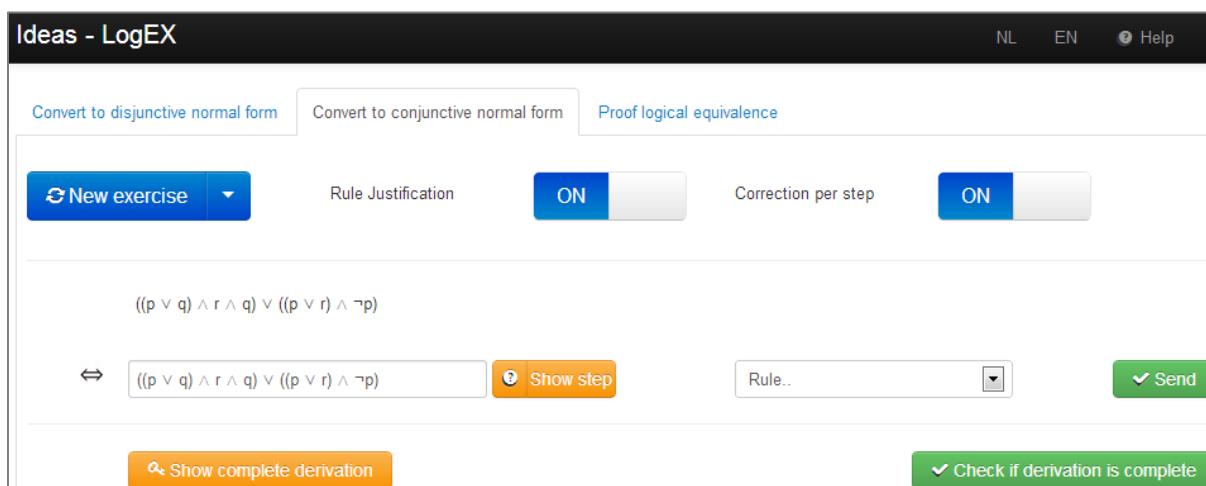 Ideas - LogEX NL EN Help
Convert to disjunctive normal form Convert to conjunctive normal form Proof logical equivalence
New exercise Rule Justification ON Correction per step ON
((p ∨ q) ∧ r ∧ q) ∨ ((p ∨ r) ∧ ¬p)
⇔ ((p ∨ q) ∧ r ∧ q) ∨ ((p ∨ r) ∧ ¬p) Show step Rule.. Send
Show complete derivation Check if derivation is complete